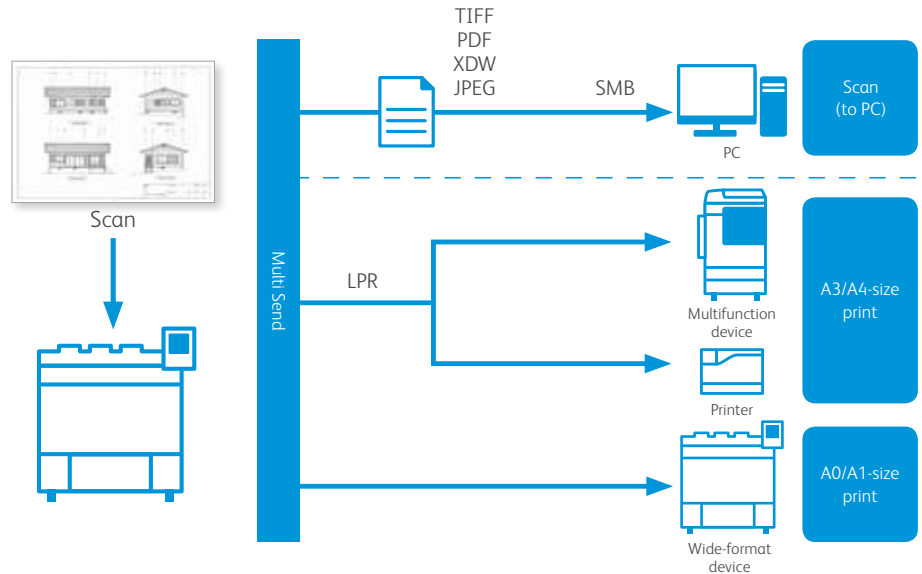 TIFF
PDF
XDW
JPEG
SMB
PC
Scan
(to PC)
Scan
Multi Send
LPR
Multifunction
device
Printer
A3/A4-size
print
Wide-format
device
A0/A1-size
print